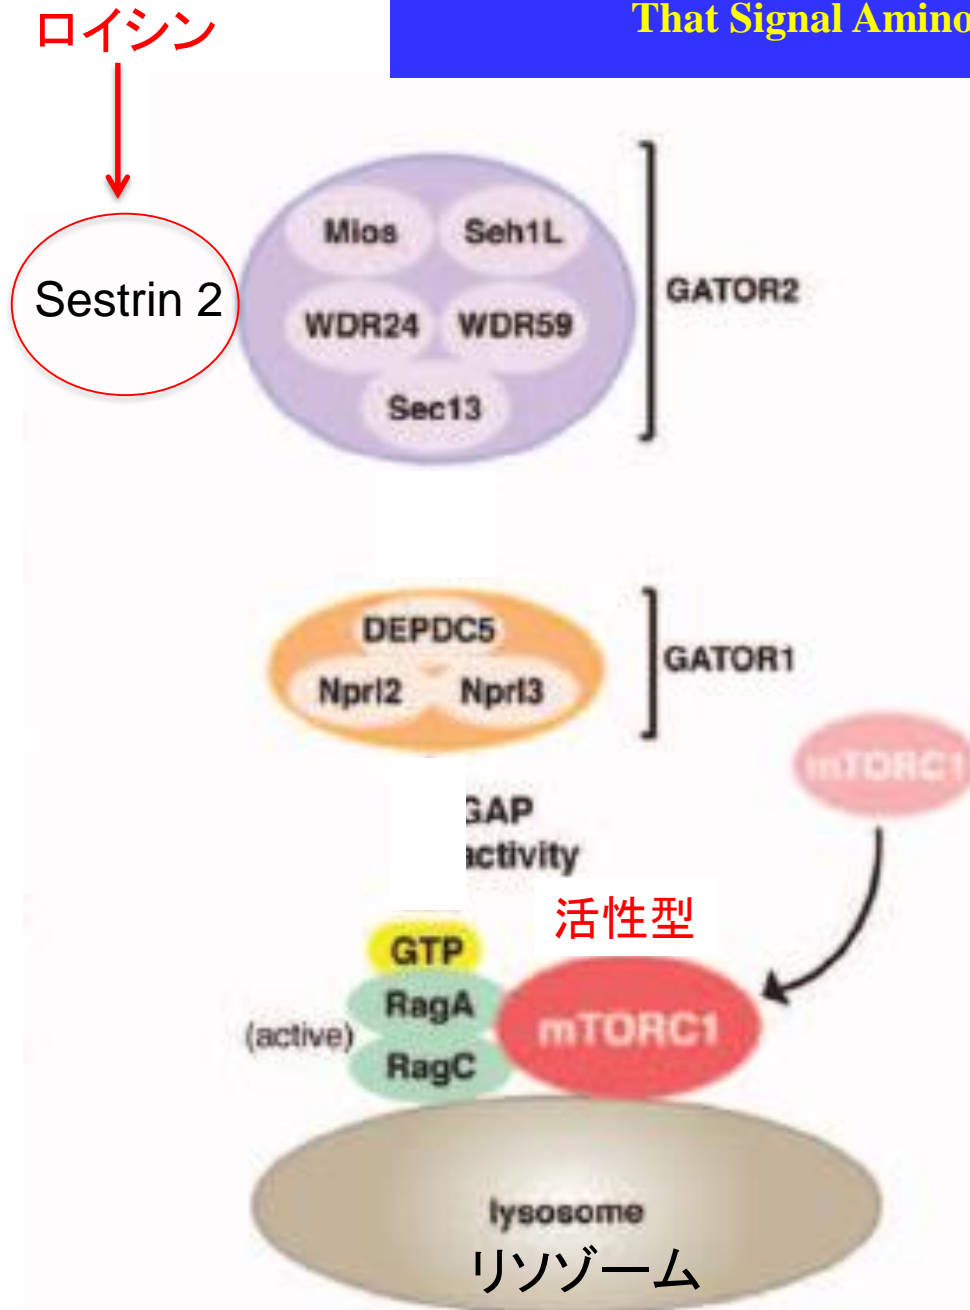 That Signal Amino
ロイシン
Sestrin 2
Mios
Seh1L
WDR24
WDR59
Sec13
GATOR2
DEPDC5
Nprl2
Nprl3
GATOR1
mTORC1
GAP
activity
活性型
GTP
RagA
(active)
RagC
mTORC1
lysosome
リソゾーム